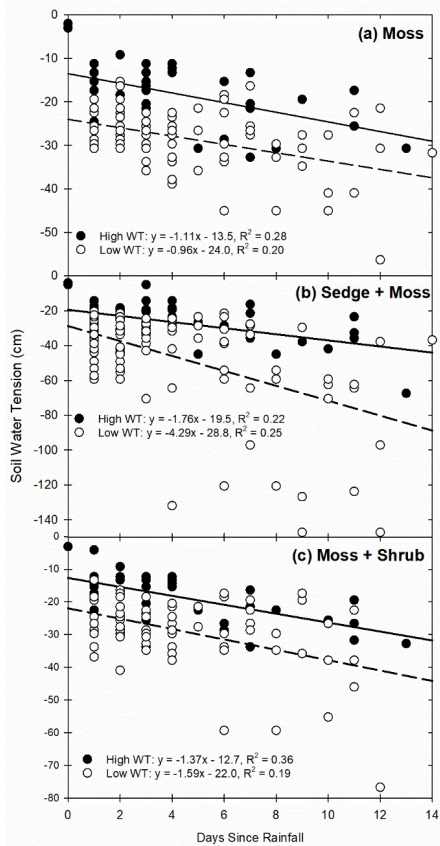 0
(a) Moss
-10
-20
-30
-40
-50
High WT: y = -1.11x - 13.5, R² = 0.28
Low WT: y = -0.96x - 24.0, R² = 0.20
0
(b) Sedge + Moss
-20
-40
-60
-80
-100
-120
-140
High WT: y = -1.76x - 19.5, R² = 0.22
Low WT: y = -4.29x - 28.8, R² = 0.25
Soil Water Tension (cm)
0
(c) Moss + Shrub
-10
-20
-30
-40
-50
-60
-70
-80
High WT: y = -1.37x - 12.7, R² = 0.36
Low WT: y = -1.59x - 22.0, R² = 0.19
0 2 4 6 8 10 12 14
Days Since Rainfall